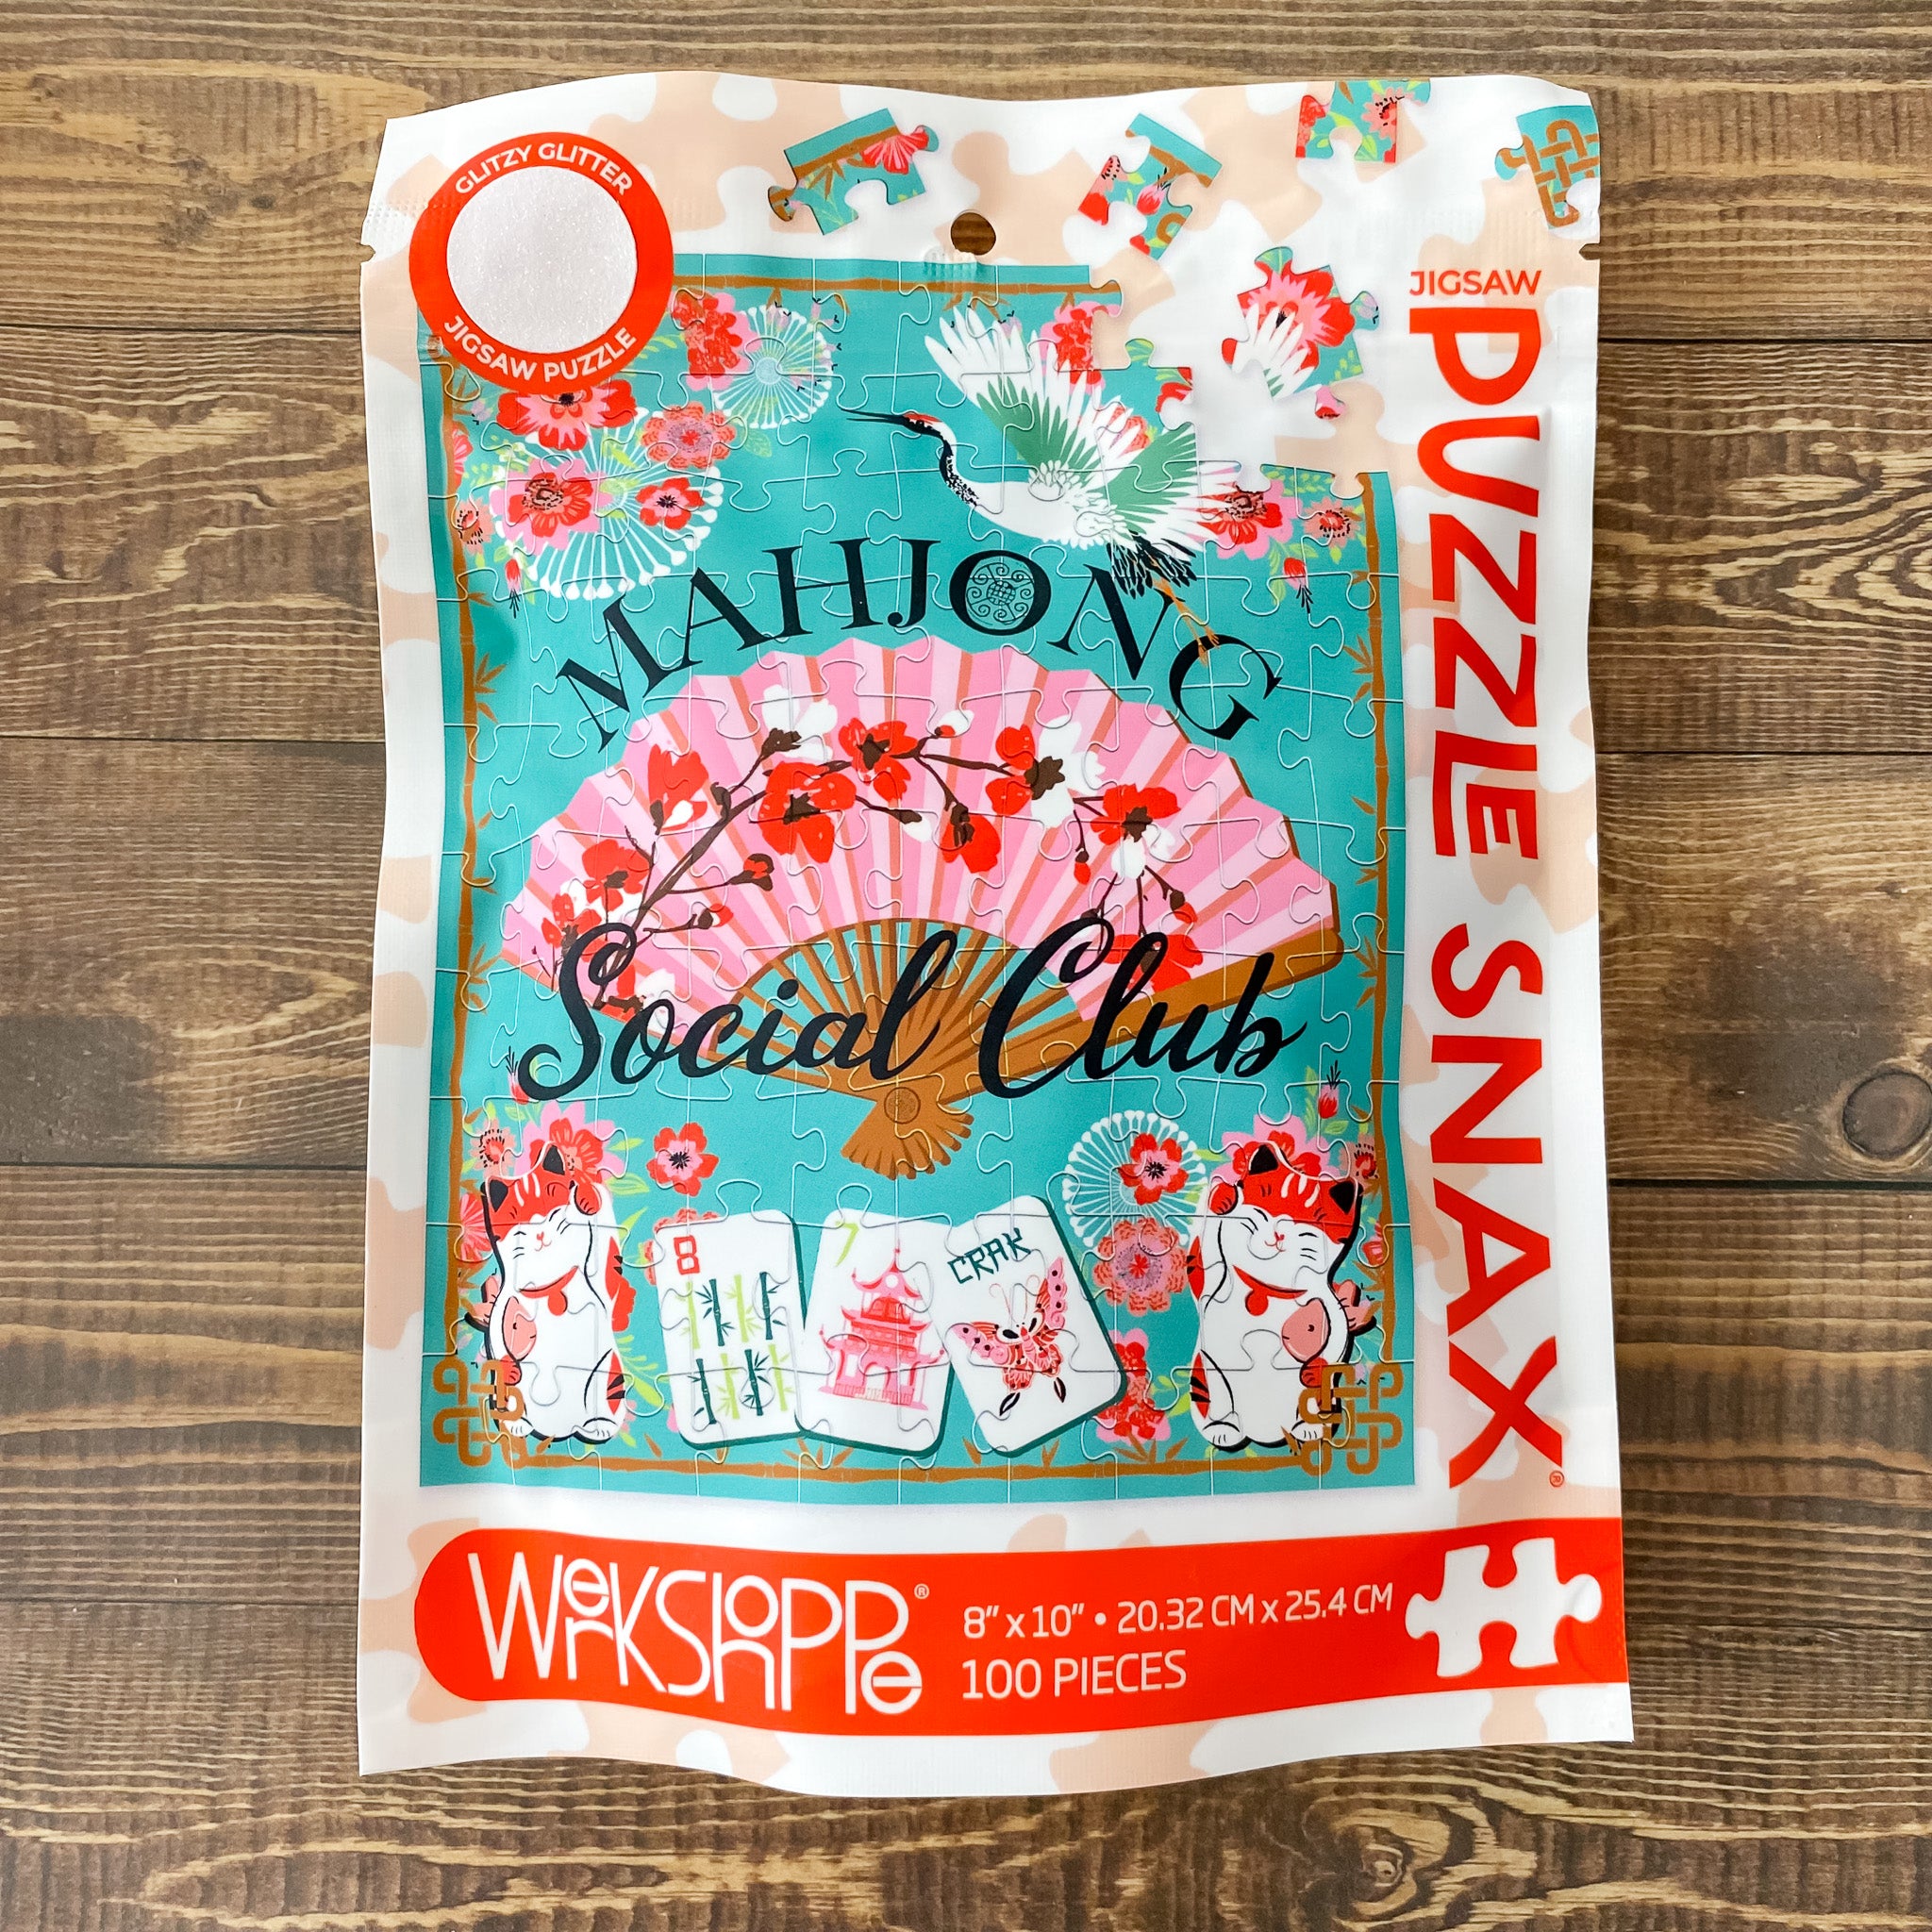 GLITZY GLITTER
JIGSAW PUZZLE
JIGSAW
PUZZLE SNAX®
MAHJONG
Social Club
8
7
CRAK
WerkShoppe®
8" x 10" • 20.32 CM x 25.4 CM
100 PIECES